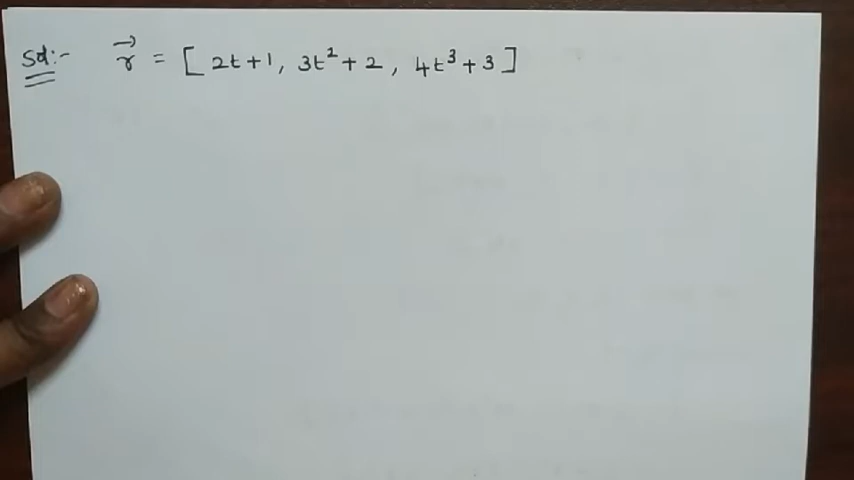 Sol:- r⃗ = [ 2t+1, 3t²+2, 4t³+3 ]